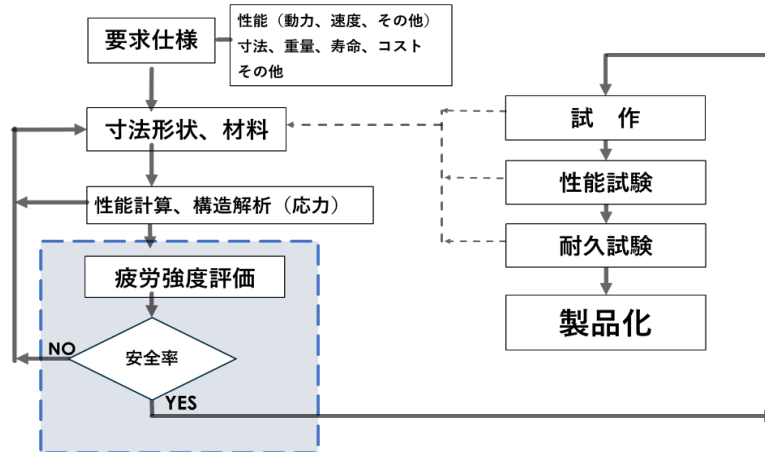 要求仕様
性能（動力、速度、その他）
寸法、重量、寿命、コスト
その他
寸法形状、材料
性能計算、構造解析（応力）
疲労強度評価
安全率
NO
YES
試　作
性能試験
耐久試験
製品化